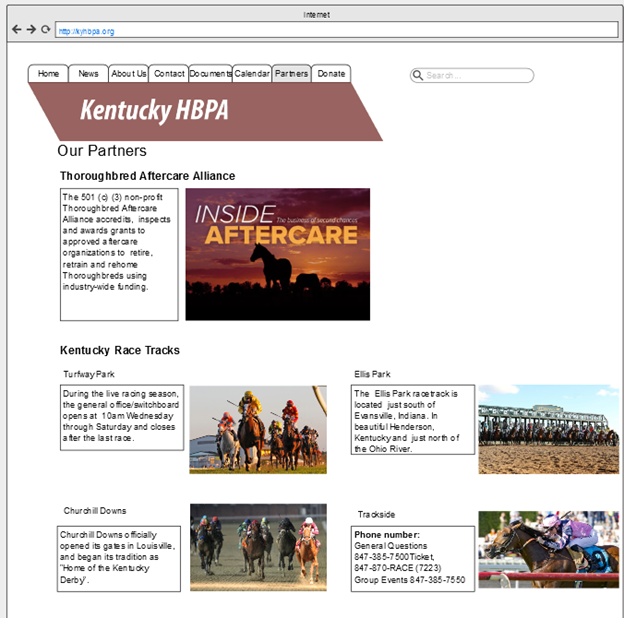 Internet
http://kyhbpa.org
Home News About Us Contact Documents Calendar Partners Donate
Search...
Kentucky HBPA
Our Partners
Thoroughbred Aftercare Alliance
The 501 (c) (3) non-profit
Thoroughbred Aftercare
Alliance accredits, inspects
and awards grants to
approved aftercare
organizations to retire,
retrain and rehome
Thoroughbreds using
industry-wide funding.
INSIDE The business of second chances
AFTERCARE
Kentucky Race Tracks
Turfway Park
During the live racing season,
the general office/switchboard
opens at 10am Wednesday
through Saturday and closes
after the last race.
Ellis Park
The Ellis Park racetrack is
located just south of
Evansville, Indiana. In
beautiful Henderson,
Kentucky and just north of
the Ohio River.
Churchill Downs
Churchill Downs officially
opened its gates in Louisville,
and began its tradition as
"Home of the Kentucky
Derby".
Trackside
Phone number:
General Questions
847-385-7500Ticket,
847-870-RACE (7223)
Group Events 847-385-7550